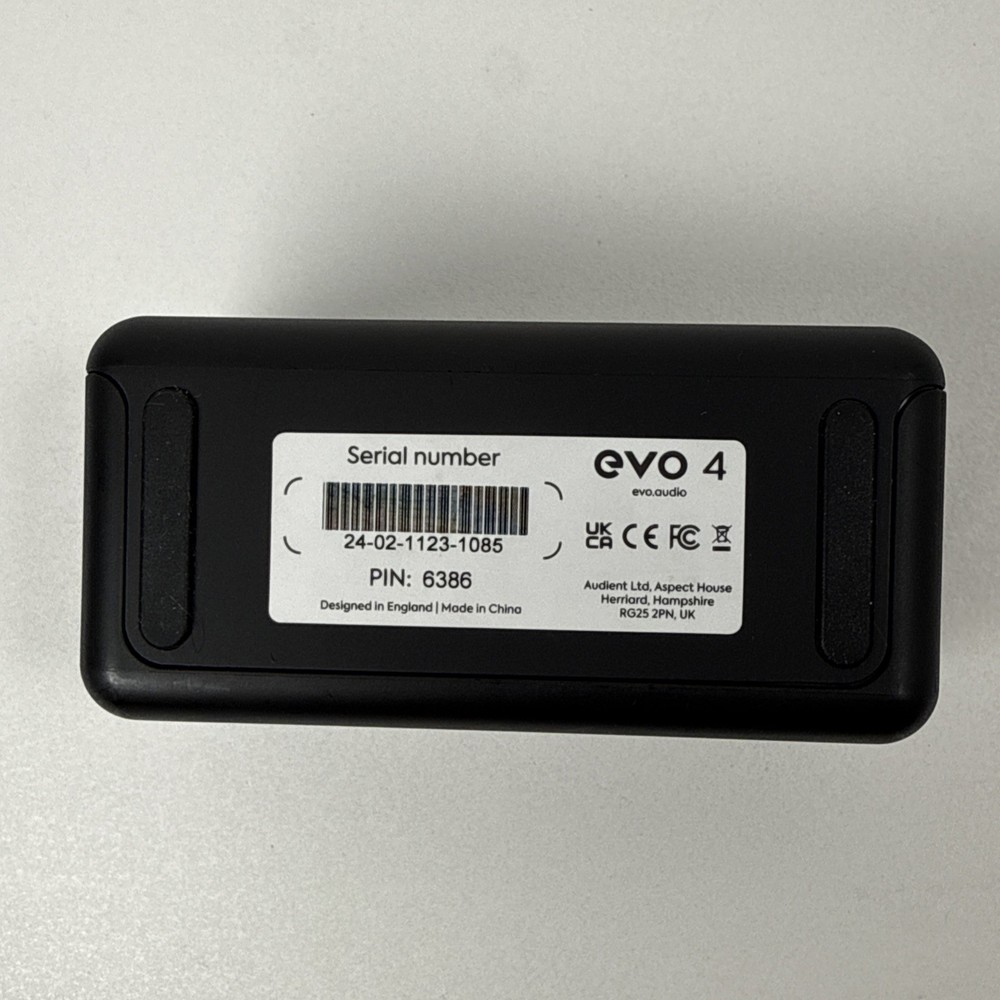 Serial number
24-02-1123-1085
PIN: 6386
Designed in England | Made in China
evo 4
evo.audio
UK
CA CE FC
Audient Ltd, Aspect House
Herriard, Hampshire
RG25 2PN, UK